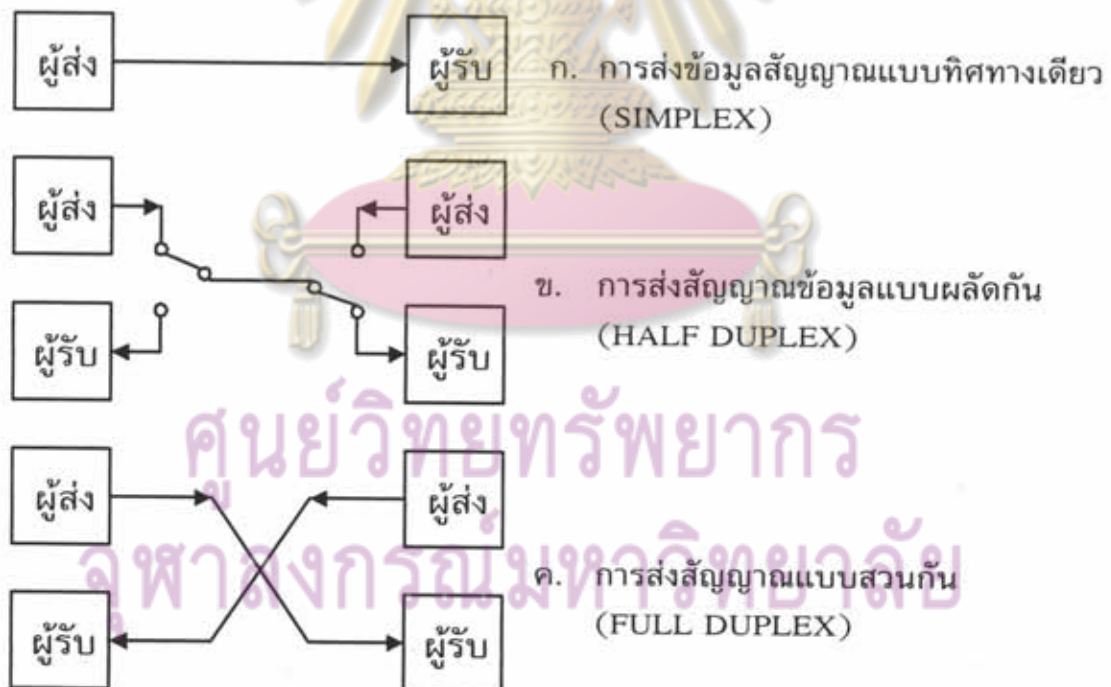 ผู้ส่ง
ผู้รับ
ก. การส่งข้อมูลสัญญาณแบบทิศทางเดียว
(SIMPLEX)
ผู้ส่ง
ผู้ส่ง
ข. การส่งสัญญาณข้อมูลแบบผลัดกัน
(HALF DUPLEX)
ผู้รับ
ผู้รับ
ศูนย์วิทยทรัพยากร
ผู้ส่ง
ผู้ส่ง
จุฬาลงกรณ์มหาวิทยาลัย
ค. การส่งสัญญาณแบบสวนกัน
(FULL DUPLEX)
ผู้รับ
ผู้รับ